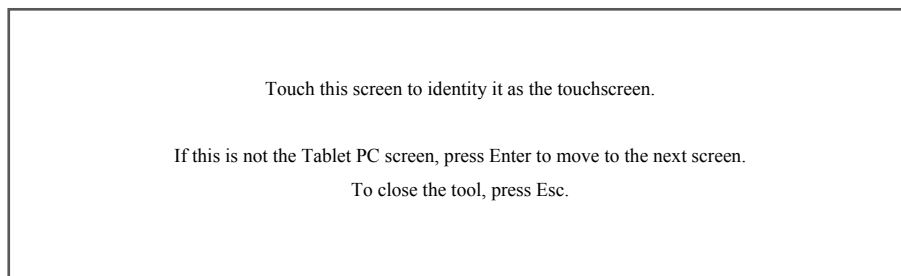 Touch this screen to identity it as the touchscreen.
If this is not the Tablet PC screen, press Enter to move to the next screen.
To close the tool, press Esc.